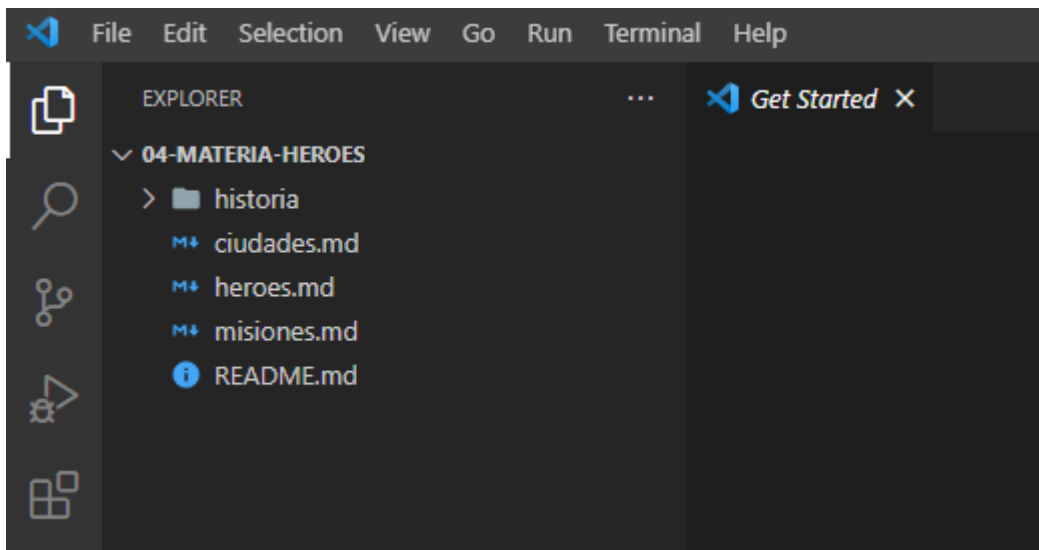 File Edit Selection View Go Run Terminal Help
EXPLORER ...
Get Started
04-MATERIA-HEROES
historia
ciudades.md
heroes.md
misiones.md
README.md